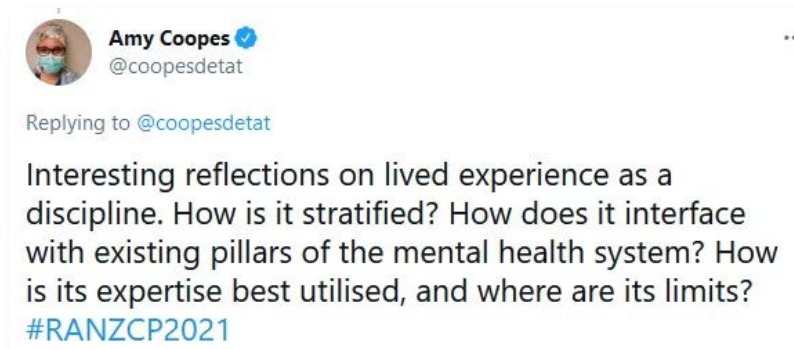 Amy Coopes
@coopesdetat
Replying to @coopesdetat
Interesting reflections on lived experience as a
discipline. How is it stratified? How does it interface
with existing pillars of the mental health system? How
is its expertise best utilised, and where are its limits?
#RANZCP2021